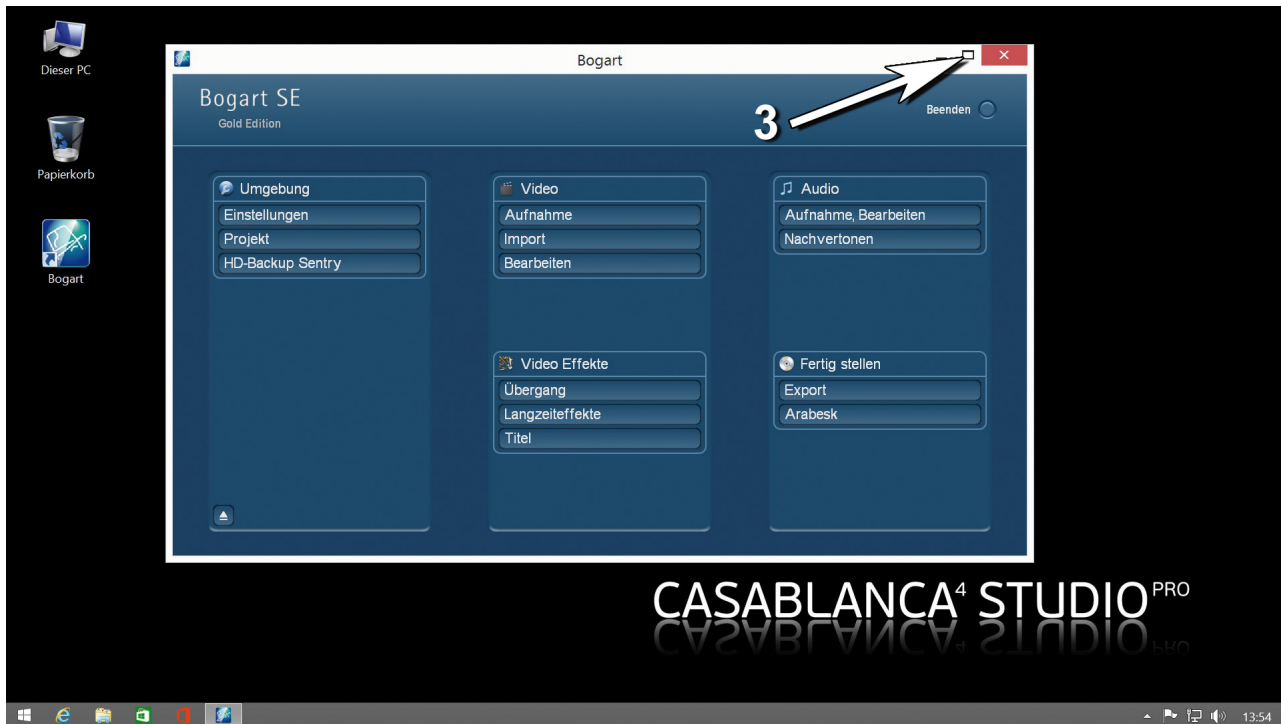 Dieser PC
Papierkorb
Bogart
Bogart
Bogart SE
Gold Edition
3
Beenden
Umgebung
Einstellungen
Projekt
HD-Backup Sentry
Video
Aufnahme
Import
Bearbeiten
Audio
Aufnahme, Bearbeiten
Nachvertonen
Video Effekte
Übergang
Langzeiteffekte
Titel
Fertig stellen
Export
Arabesk
CASABLANCA⁴ STUDIO PRO
13:54